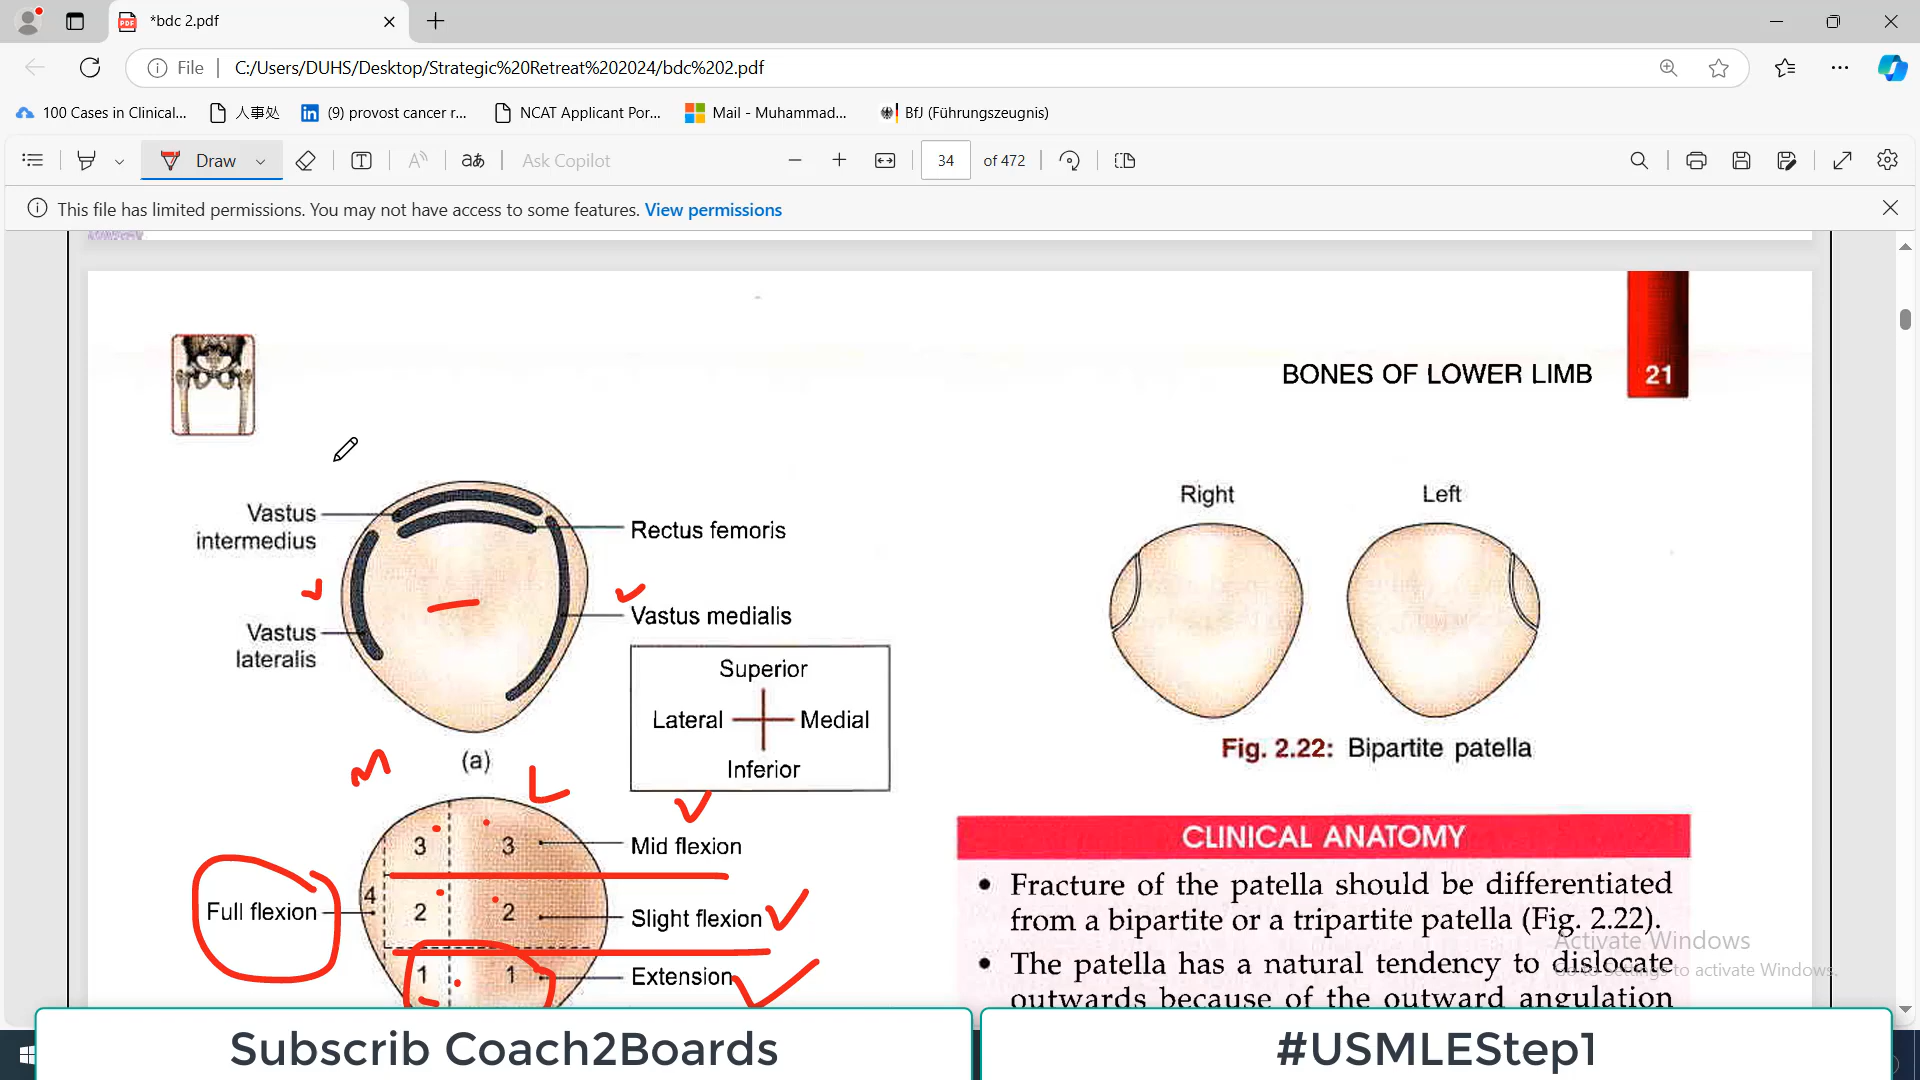 *bdc 2.pdf
File
C:/Users/DUHS/Desktop/Strategic%20Retreat%202024/bdc%202.pdf
100 Cases in Clinical...
人事处
(9) provost cancer r...
NCAT Applicant Por...
Mail - Muhammad...
BfJ (Führungszeugnis)
Draw
Ask Copilot
34 of 472
This file has limited permissions. You may not have access to some features. View permissions
BONES OF LOWER LIMB 21
Vastus
intermedius
Rectus femoris
Vastus medialis
Vastus
lateralis
Superior
Lateral
Medial
Inferior
(a)
M
L
3 3
Mid flexion
4
2 2
Full flexion
Slight flexion
1 1
Extension
Right
Left
Fig. 2.22: Bipartite patella
CLINICAL ANATOMY
• Fracture of the patella should be differentiated
from a bipartite or a tripartite patella (Fig. 2.22).
• The patella has a natural tendency to dislocate
outwards because of the outward angulation
Activate Windows
Go to Settings to activate Windows.
Subscrib Coach2Boards
#USMLEStep1